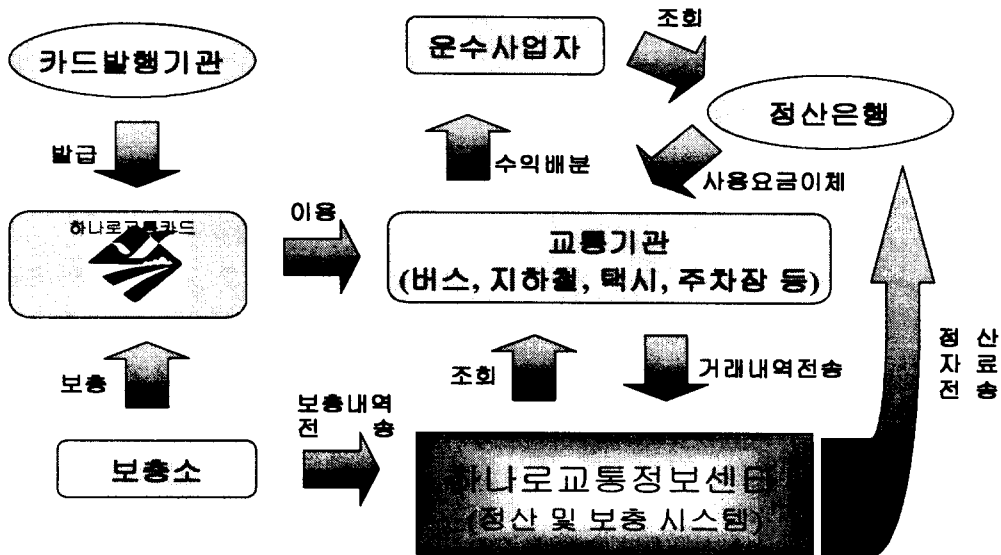 카드발행기관
운수사업자
조회
정산은행
발급
수익배분
사용요금이체
하나로교통카드
이용
교통기관
(버스, 지하철, 택시, 주차장 등)
보충
조회
거래내역전송
정 산
자 료
전 송
보충내역
전 송
보충소
하나로교통정보센터
(정산 및 보충 시스템)